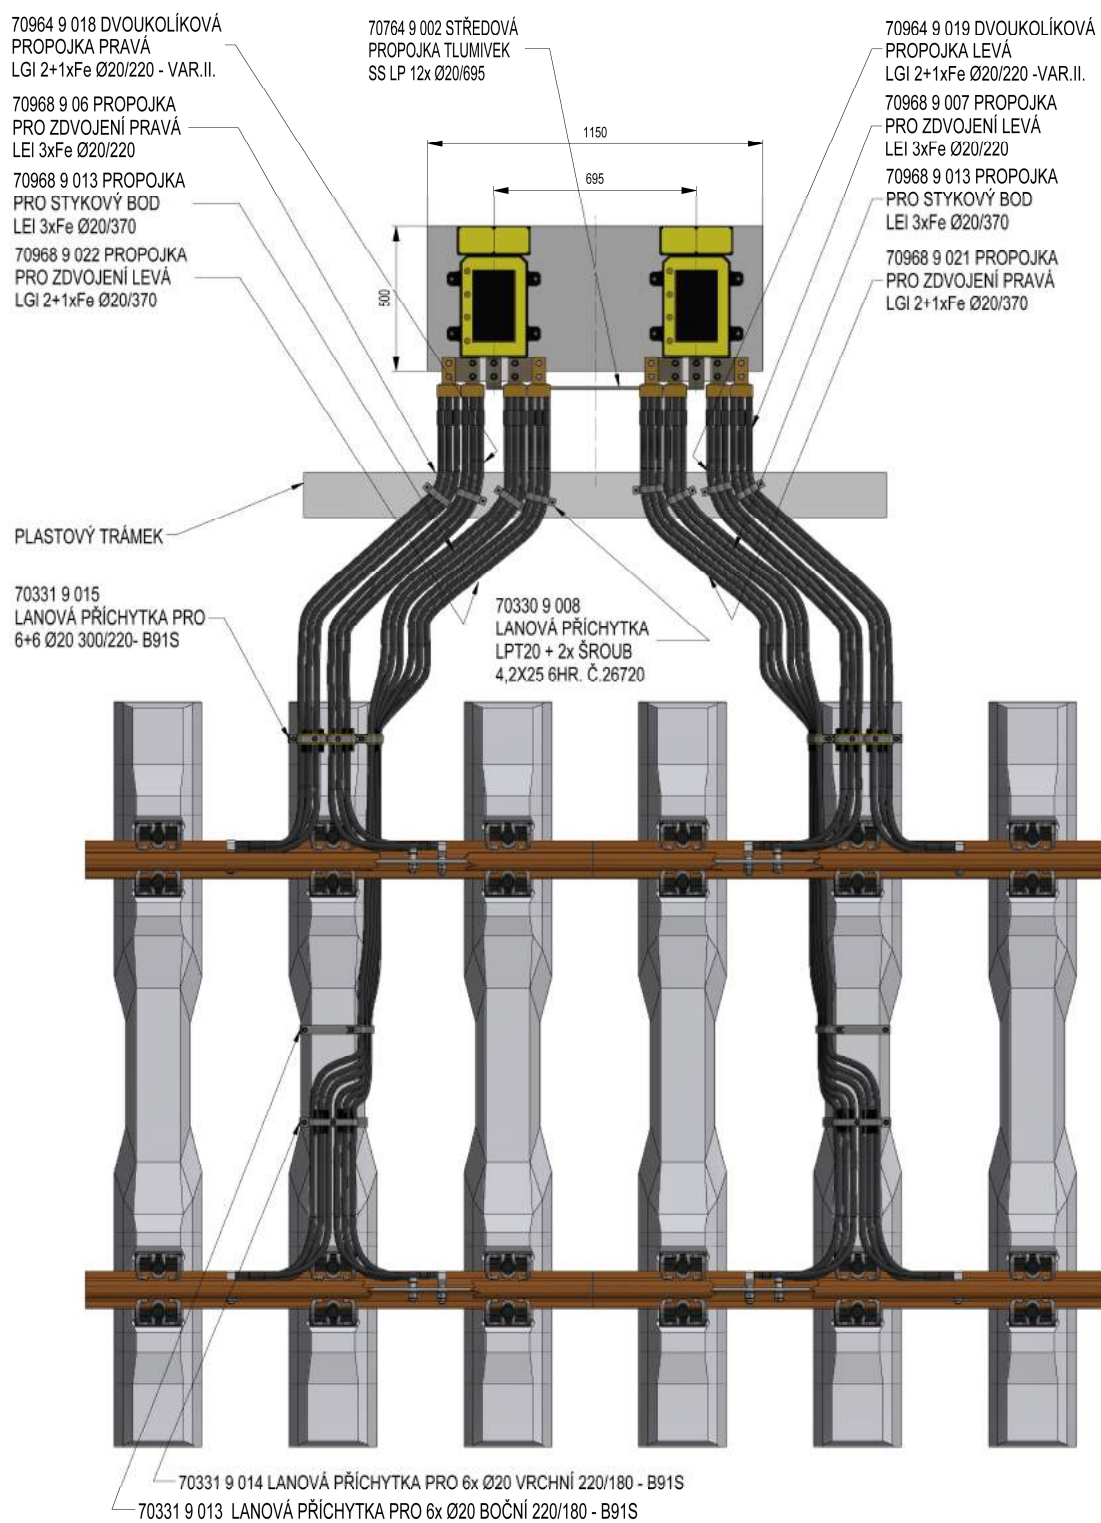 70964 9 018 DVOUKOLÍKOVÁ
PROPOJKA PRAVÁ
LGI 2+1xFe Ø20/220 - VAR.II.
70968 9 06 PROPOJKA
PRO ZDVOJENÍ PRAVÁ
LEI 3xFe Ø20/220
70968 9 013 PROPOJKA
PRO STYKOVÝ BOD
LEI 3xFe Ø20/370
70968 9 022 PROPOJKA
PRO ZDVOJENÍ LEVÁ
LGI 2+1xFe Ø20/370
70764 9 002 STŘEDOVÁ
PROPOJKA TLUMIVEK
SS LP 12x Ø20/695
70964 9 019 DVOUKOLÍKOVÁ
PROPOJKA LEVÁ
LGI 2+1xFe Ø20/220 -VAR.II.
70968 9 007 PROPOJKA
PRO ZDVOJENÍ LEVÁ
LEI 3xFe Ø20/220
70968 9 013 PROPOJKA
PRO STYKOVÝ BOD
LEI 3xFe Ø20/370
70968 9 021 PROPOJKA
PRO ZDVOJENÍ PRAVÁ
LGI 2+1xFe Ø20/370
1150
695
500
PLASTOVÝ TRÁMEK
70331 9 015
LANOVÁ PŘÍCHYTKA PRO
6+6 Ø20 300/220- B91S
70330 9 008
LANOVÁ PŘÍCHYTKA
LPT20 + 2x ŠROUB
4,2X25 6HR. Č.26720
70331 9 014 LANOVÁ PŘÍCHYTKA PRO 6x Ø20 VRCHNÍ 220/180 - B91S
70331 9 013 LANOVÁ PŘÍCHYTKA PRO 6x Ø20 BOČNÍ 220/180 - B91S